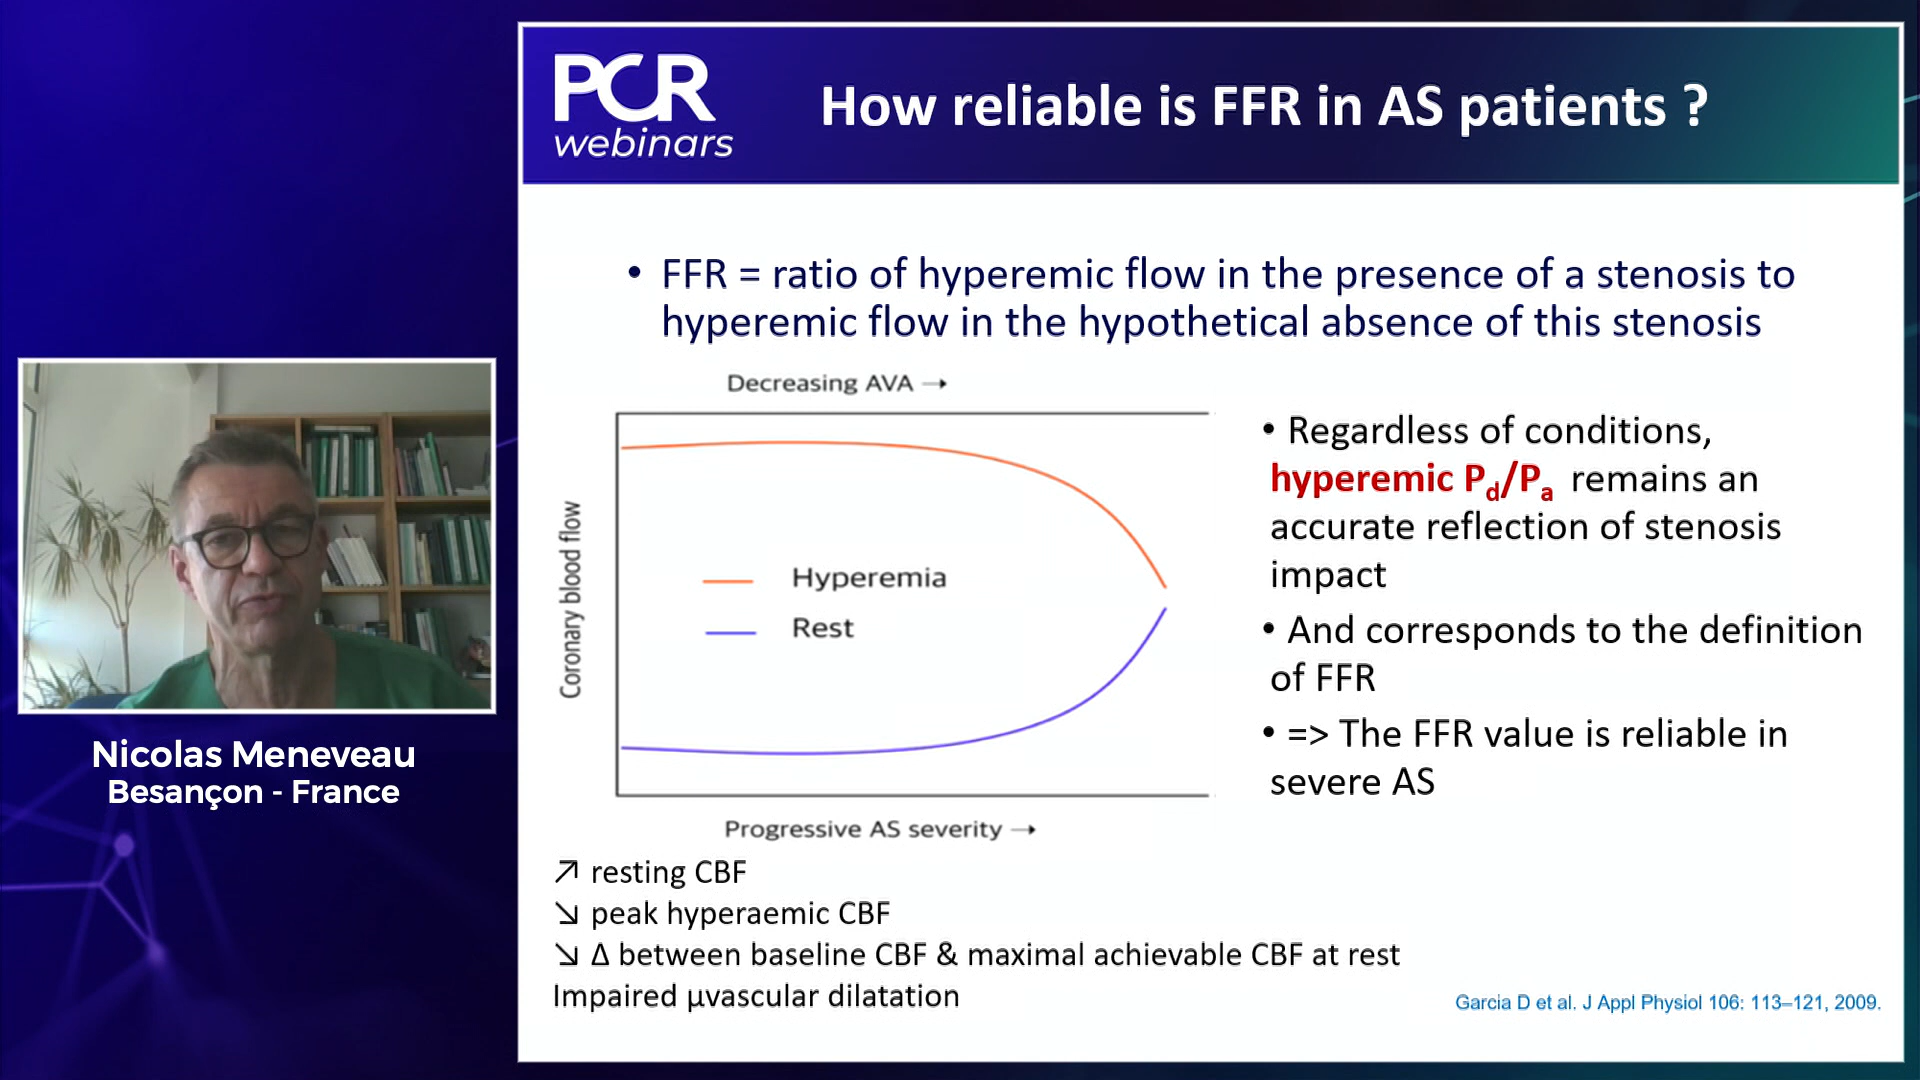 PCR
webinars
How reliable is FFR in AS patients ?
• FFR = ratio of hyperemic flow in the presence of a stenosis to
hyperemic flow in the hypothetical absence of this stenosis
Decreasing AVA →
Coronary blood flow
Hyperemia
Rest
Progressive AS severity →
• Regardless of conditions,
hyperemic Pd/Pa remains an
accurate reflection of stenosis
impact
• And corresponds to the definition
of FFR
• => The FFR value is reliable in
severe AS
↗ resting CBF
↘ peak hyperaemic CBF
↘ Δ between baseline CBF & maximal achievable CBF at rest
Impaired µvascular dilatation
Garcia D et al. J Appl Physiol 106: 113–121, 2009.
Nicolas Meneveau
Besançon - France